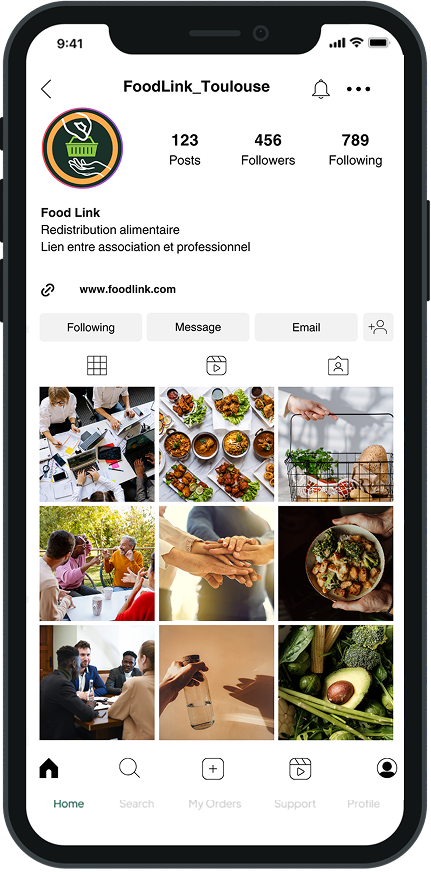 9:41
FoodLink_Toulouse
123 456 789
Posts Followers Following
Food Link
Redistribution alimentaire
Lien entre association et professionnel
www.foodlink.com
Following Message Email
Home Search My Orders Support Profile